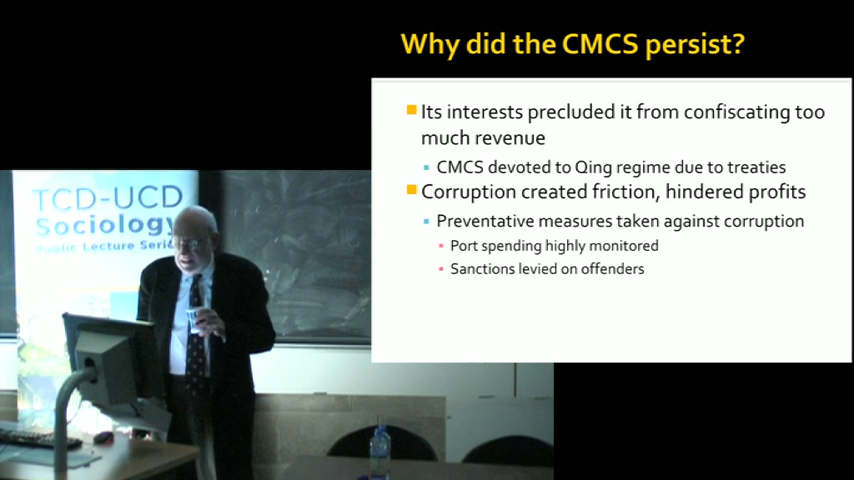 Why did the CMCS persist?
Its interests precluded it from confiscating too
much revenue
CMCS devoted to Qing regime due to treaties
Corruption created friction, hindered profits
Preventative measures taken against corruption
Port spending highly monitored
Sanctions levied on offenders
TCD-UCD
Sociology
Public Lecture Seri